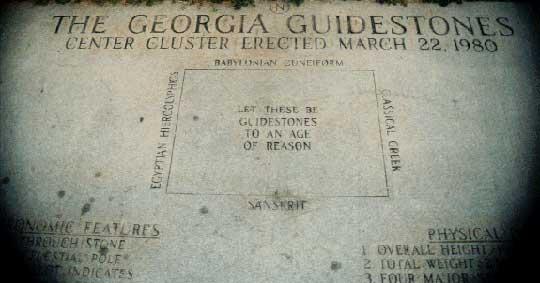 N
THE GEORGIA GUIDESTONES
CENTER CLUSTER ERECTED MARCH 22, 1980
BABYLONIAN CUNEIFORM
EGYPTIAN HIEROGLYPHICS
LET THESE BE
GUIDESTONES
TO AN AGE
OF REASON
CLASSICAL GREEK
SANSKRIT
FEATURES
THROUGH STONE
POLE
INDICATES
PHYSICAL
1. OVERALL HEIGHT
2. TOTAL WEIGHT
3. FOUR MAJOR